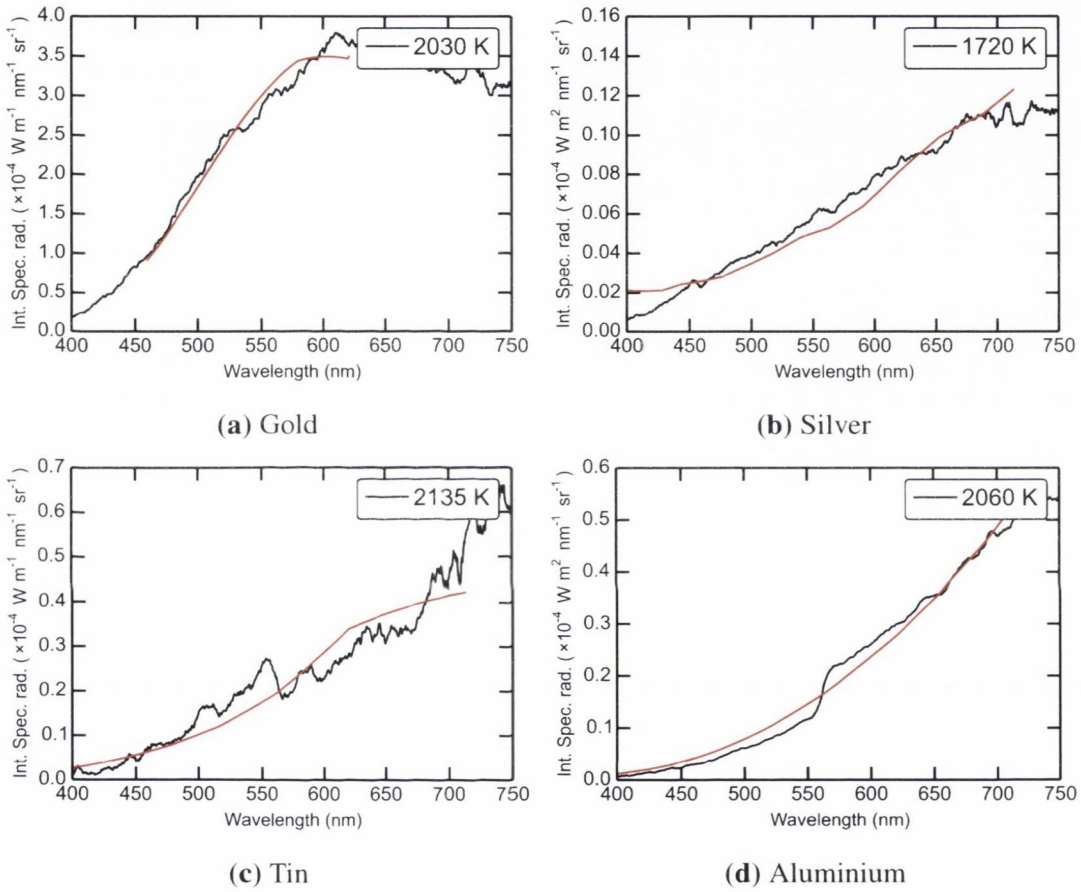 Int. Spec. rad. ( ×10⁻⁴ W m⁻¹ nm⁻¹ sr⁻¹ )
4.0
3.5
3.0
2.5
2.0
1.5
1.0
0.5
0.0
2030 K
400 450 500 550 600 650 700 750
Wavelength (nm)
(a) Gold
Int. Spec. rad. ( ×10⁻⁴ W m² nm⁻¹ sr⁻¹ )
0.16
0.14
0.12
0.10
0.08
0.06
0.04
0.02
0.00
1720 K
400 450 500 550 600 650 700 750
Wavelength (nm)
(b) Silver
Int. Spec. rad. ( ×10⁻⁴ W m⁻¹ nm⁻¹ sr⁻¹ )
0.7
0.6
0.5
0.4
0.3
0.2
0.1
0.0
2135 K
400 450 500 550 600 650 700 750
Wavelength (nm)
(c) Tin
Int. Spec. rad. ( ×10⁻⁴ W m² nm⁻¹ sr⁻¹ )
0.6
0.5
0.4
0.3
0.2
0.1
0.0
2060 K
400 450 500 550 600 650 700 750
Wavelength (nm)
(d) Aluminium